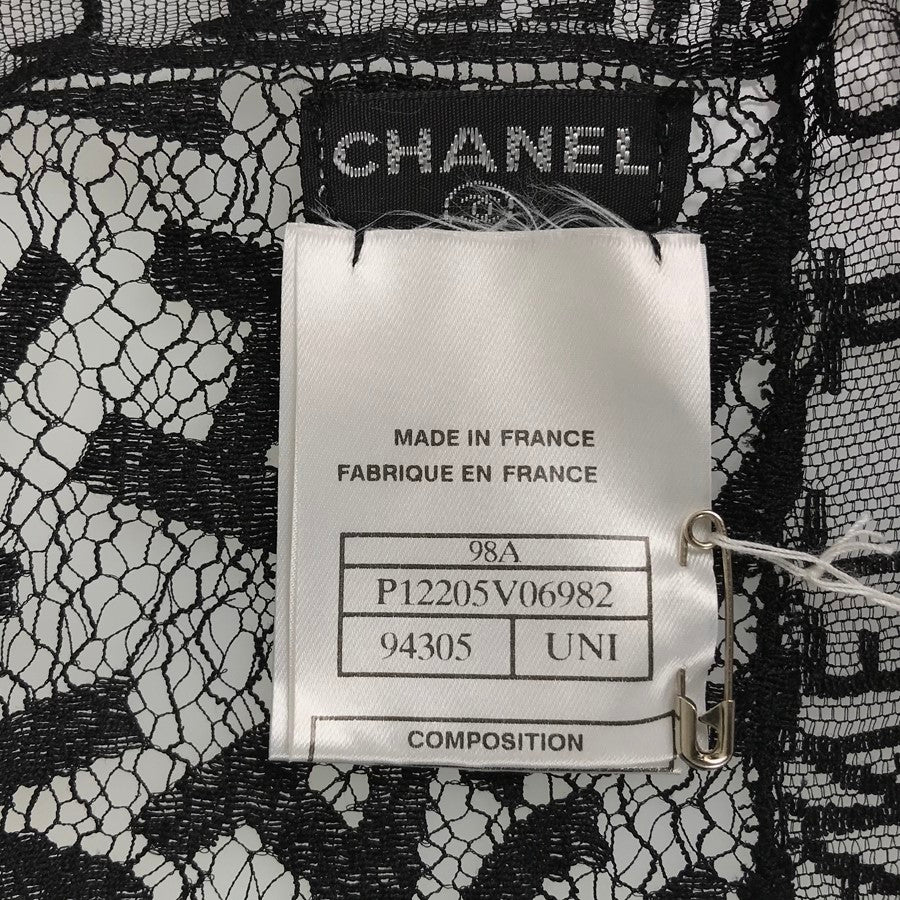 CHANEL
MADE IN FRANCE
FABRIQUE EN FRANCE
98A
P12205V06982
94305 UNI
COMPOSITION